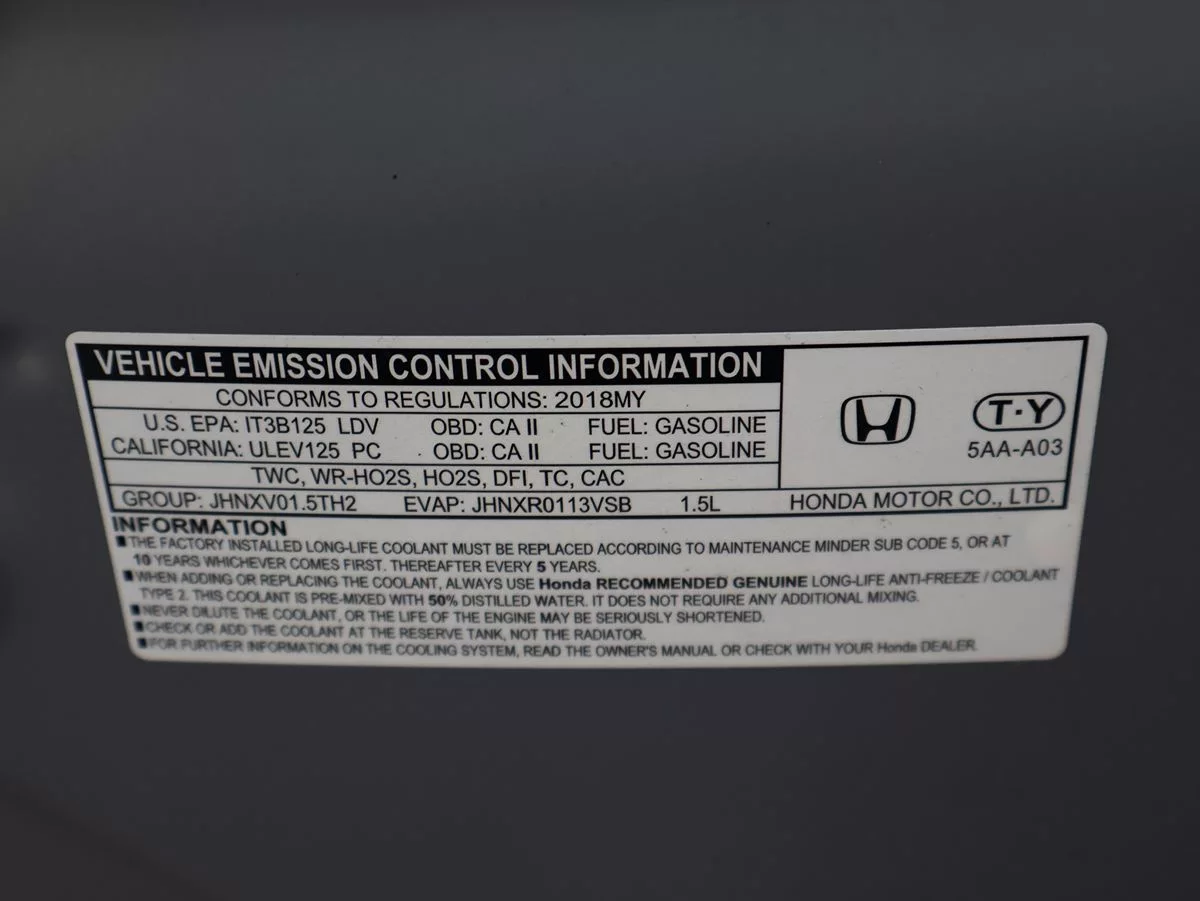 VEHICLE EMISSION CONTROL INFORMATION
CONFORMS TO REGULATIONS: 2018MY
U.S. EPA: IT3B125 LDV OBD: CA II FUEL: GASOLINE
CALIFORNIA: ULEV125 PC OBD: CA II FUEL: GASOLINE
TWC, WR-HO2S, HO2S, DFI, TC, CAC
T·Y
5AA-A03
GROUP: JHNXV01.5TH2 EVAP: JHNXR0113VSB 1.5L HONDA MOTOR CO., LTD.
INFORMATION
■THE FACTORY INSTALLED LONG-LIFE COOLANT MUST BE REPLACED ACCORDING TO MAINTENANCE MINDER SUB CODE 5, OR AT
10 YEARS WHICHEVER COMES FIRST. THEREAFTER EVERY 5 YEARS.
■WHEN ADDING OR REPLACING THE COOLANT, ALWAYS USE Honda RECOMMENDED GENUINE LONG-LIFE ANTI-FREEZE / COOLANT
TYPE 2. THIS COOLANT IS PRE-MIXED WITH 50% DISTILLED WATER. IT DOES NOT REQUIRE ANY ADDITIONAL MIXING.
■NEVER DILUTE THE COOLANT, OR THE LIFE OF THE ENGINE MAY BE SERIOUSLY SHORTENED.
■CHECK OR ADD THE COOLANT AT THE RESERVE TANK, NOT THE RADIATOR.
■FOR FURTHER INFORMATION ON THE COOLING SYSTEM, READ THE OWNER'S MANUAL OR CHECK WITH YOUR Honda DEALER.